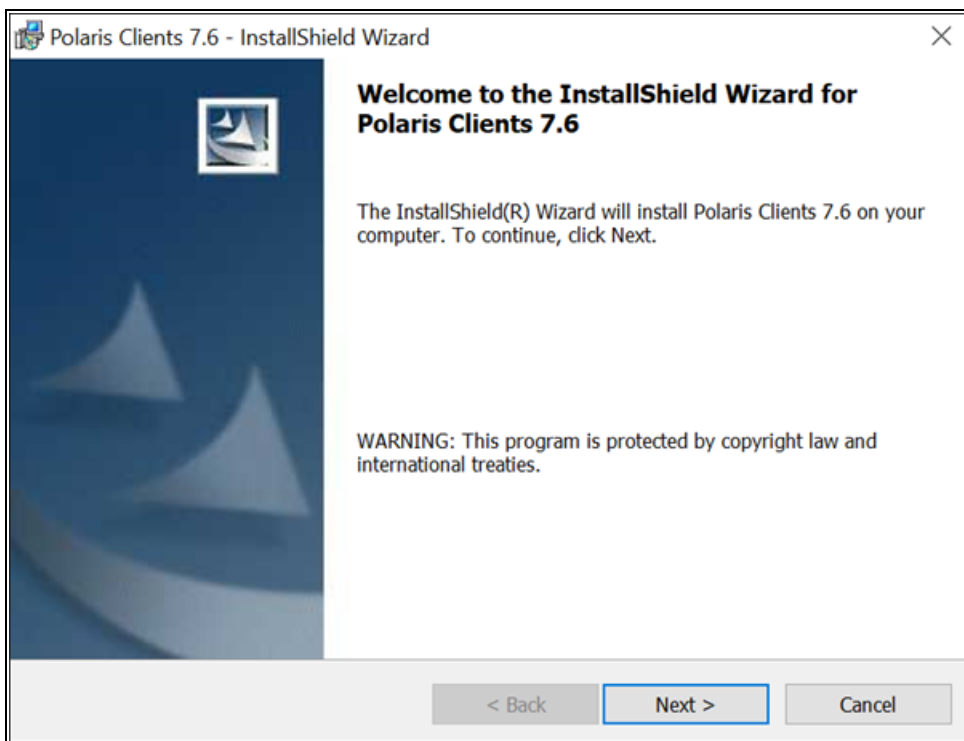 Polaris Clients 7.6 - InstallShield Wizard
Welcome to the InstallShield Wizard for
Polaris Clients 7.6
The InstallShield(R) Wizard will install Polaris Clients 7.6 on your
computer. To continue, click Next.
WARNING: This program is protected by copyright law and
international treaties.
< Back Next > Cancel